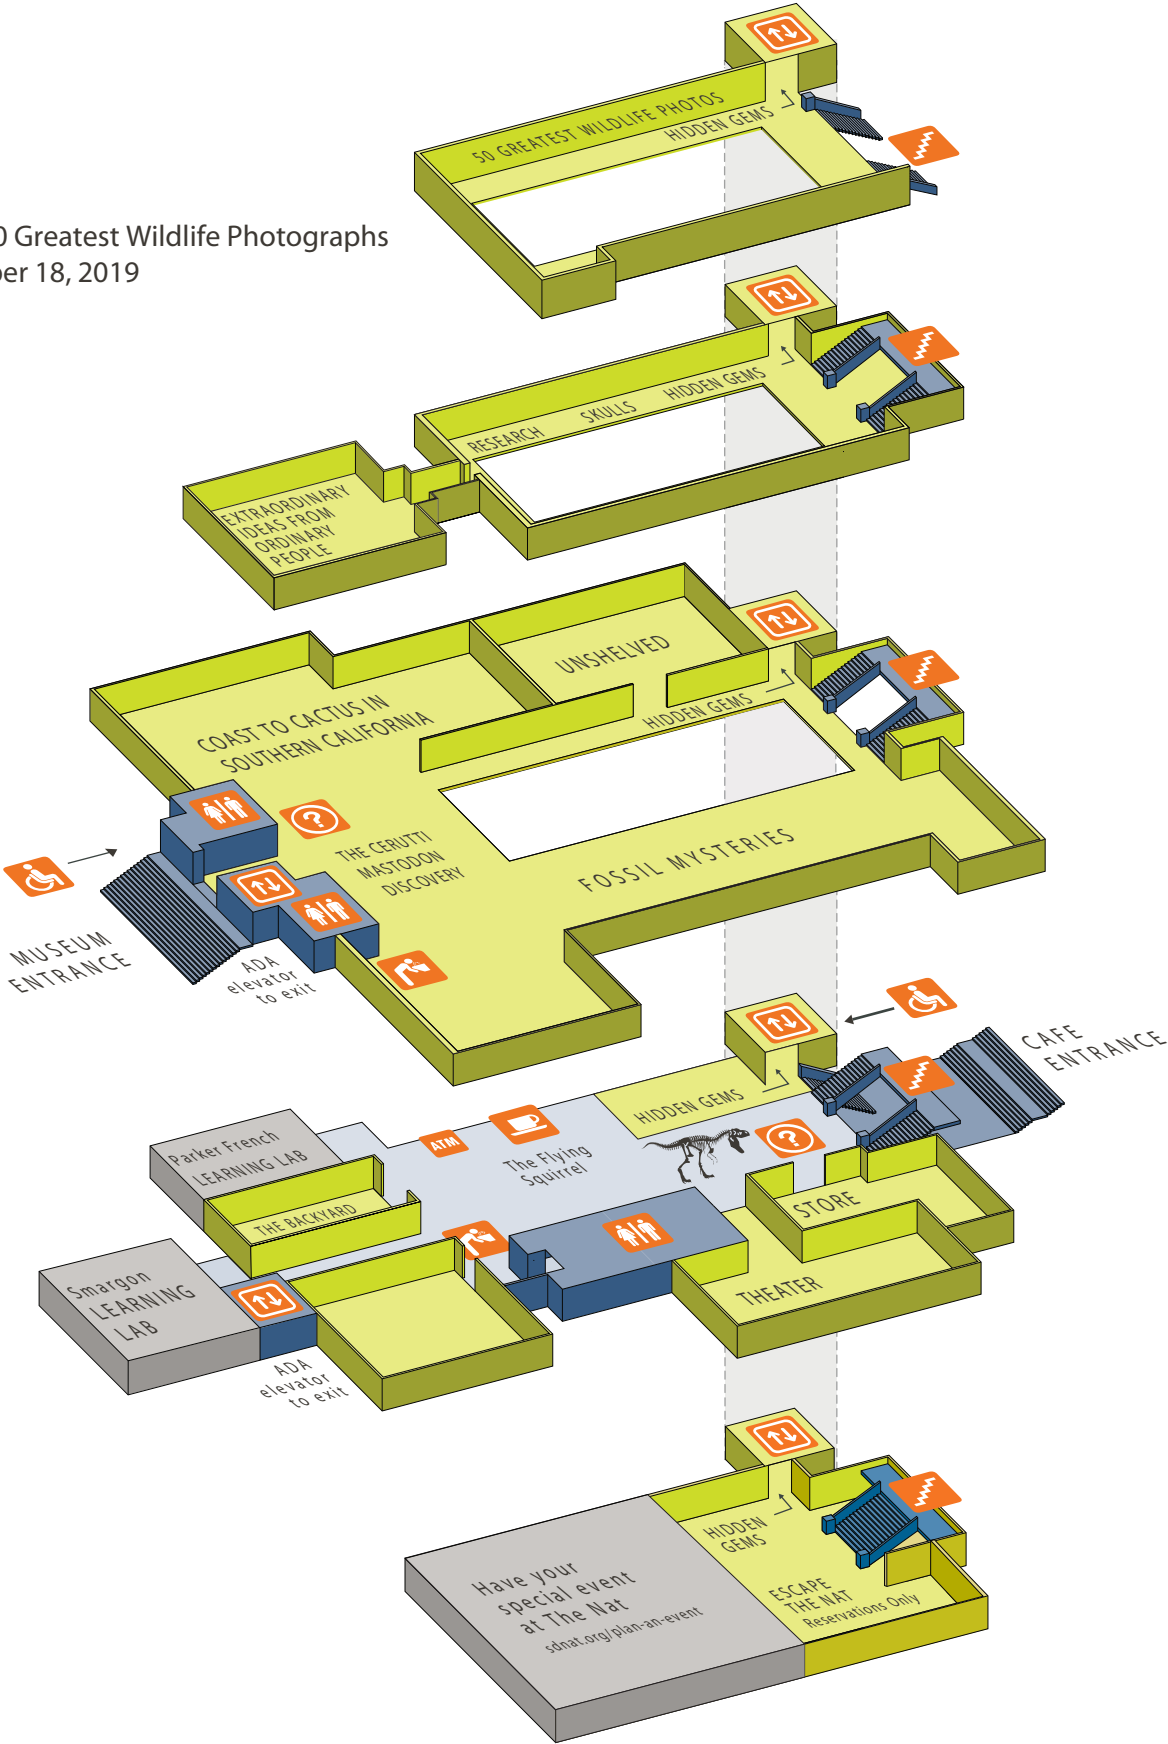 50 GREATEST WILDLIFE PHOTOS
HIDDEN GEMS
0 Greatest Wildlife Photographs
er 18, 2019
RESEARCH
SKULLS
HIDDEN GEMS
EXTRAORDINARY
IDEAS FROM
ORDINARY
PEOPLE
UNSHELVED
COAST TO CACTUS IN
SOUTHERN CALIFORNIA
HIDDEN GEMS
?
THE CERUTTI
MASTODON
DISCOVERY
FOSSIL MYSTERIES
MUSEUM
ENTRANCE
ADA
elevator
to exit
CAFE
ENTRANCE
HIDDEN GEMS
ATM
The Flying
Squirrel
?
Parker French
LEARNING LAB
THE BACKYARD
STORE
THEATER
Smargon
LEARNING
LAB
ADA
elevator
to exit
HIDDEN
GEMS
Have your
special event
at The Nat
sdnat.org/plan-an-event
ESCAPE
THE NAT
Reservations Only